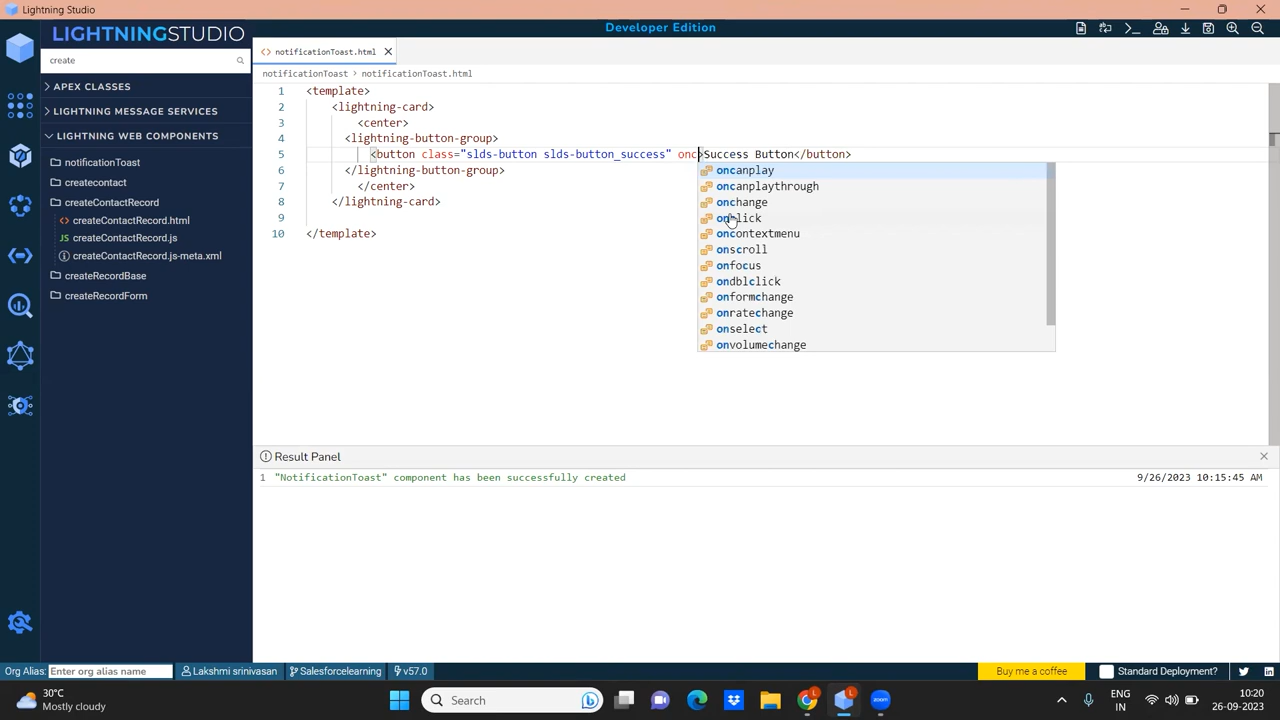 Lightning Studio
LIGHTNINGSTUDIO
Developer Edition
create
APEX CLASSES
LIGHTNING MESSAGE SERVICES
LIGHTNING WEB COMPONENTS
notificationToast
createcontact
createContactRecord
createContactRecord.html
JS createContactRecord.js
createContactRecord.js-meta.xml
createRecordBase
createRecordForm
notificationToast.html
notificationToast > notificationToast.html
1 <template>
2 <lightning-card>
3 <center>
4 <lightning-button-group>
5 <button class="slds-button slds-button_success" onc>Success Button</button>
6 </lightning-button-group>
7 </center>
8 </lightning-card>
9
10 </template>
oncanplay
oncanplaythrough
onchange
onclick
oncontextmenu
onscroll
onfocus
ondblclick
onformchange
onratechange
onselect
onvolumechange
Result Panel
1 "NotificationToast" component has been successfully created 9/26/2023 10:15:45 AM
Org Alias: Enter org alias name Lakshmi srinivasan Salesforcelearning v57.0 Buy me a coffee Standard Deployment?
30°C
Mostly cloudy
Search
zoom
ENG
IN
10:20
26-09-2023